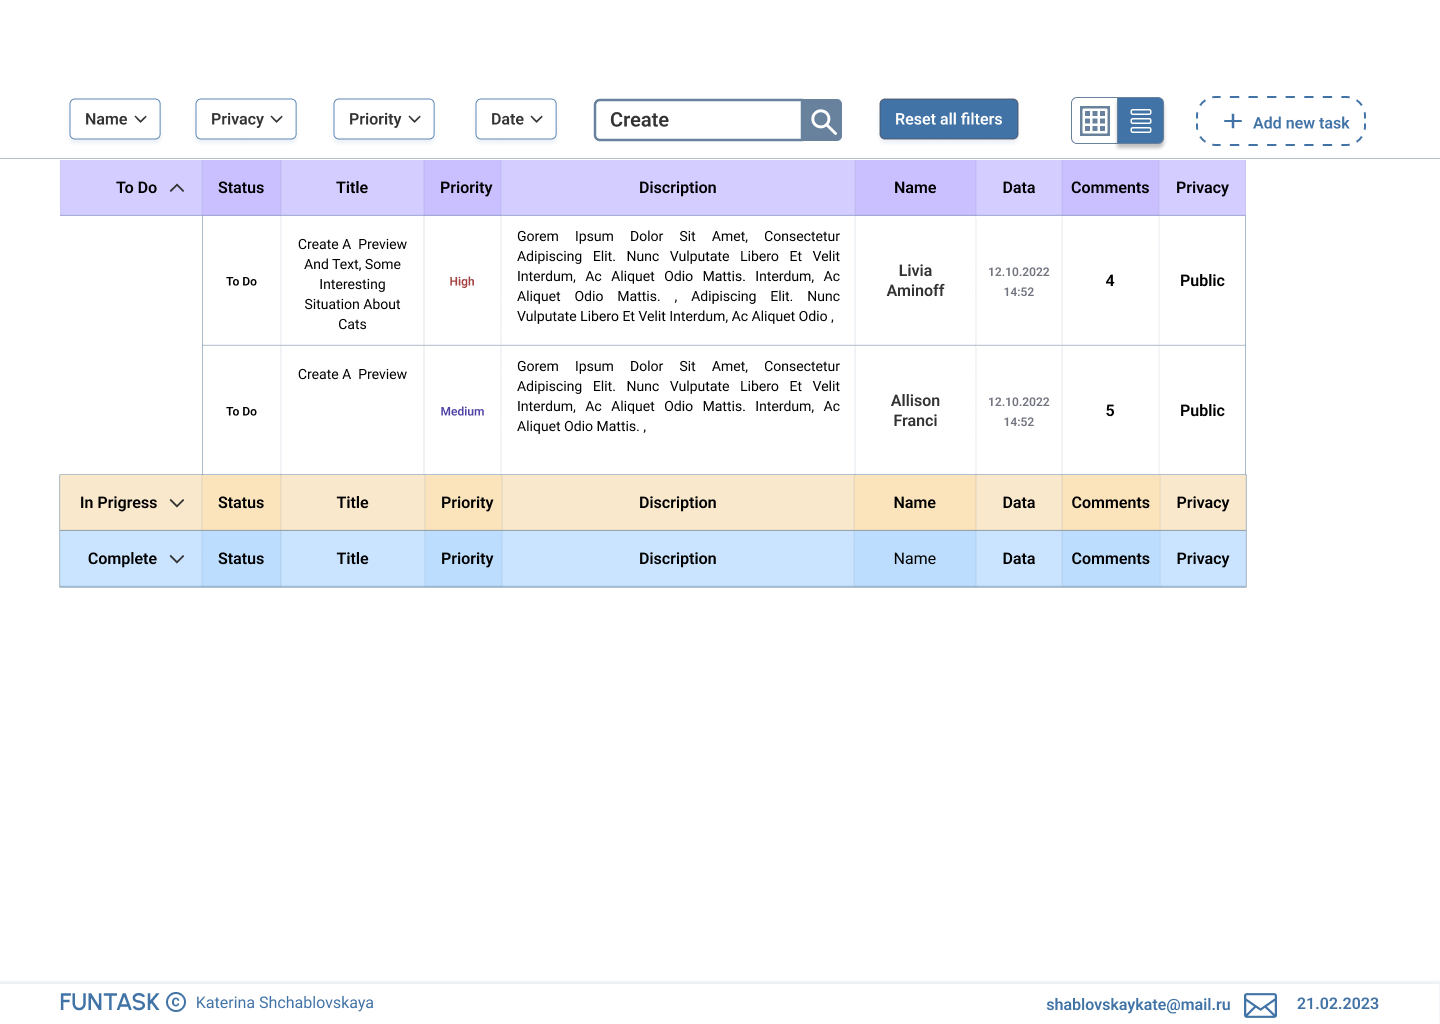 Name Privacy Priority Date Create Reset all filters Add new task
To Do Status Title Priority Discription Name Data Comments Privacy
To Do
Create A Preview
And Text, Some
Interesting
Situation About
Cats
High
Gorem Ipsum Dolor Sit Amet, Consectetur
Adipiscing Elit. Nunc Vulputate Libero Et Velit
Interdum, Ac Aliquet Odio Mattis. Interdum, Ac
Aliquet Odio Mattis. , Adipiscing Elit. Nunc
Vulputate Libero Et Velit Interdum, Ac Aliquet Odio ,
Livia
Aminoff
12.10.2022
14:52
4
Public
To Do
Create A Preview
Medium
Gorem Ipsum Dolor Sit Amet, Consectetur
Adipiscing Elit. Nunc Vulputate Libero Et Velit
Interdum, Ac Aliquet Odio Mattis. Interdum, Ac
Aliquet Odio Mattis. ,
Allison
Franci
12.10.2022
14:52
5
Public
In Prigress Status Title Priority Discription Name Data Comments Privacy
Complete Status Title Priority Discription Name Data Comments Privacy
FUNTASK © Katerina Shchablovskaya shablovskaykate@mail.ru 21.02.2023